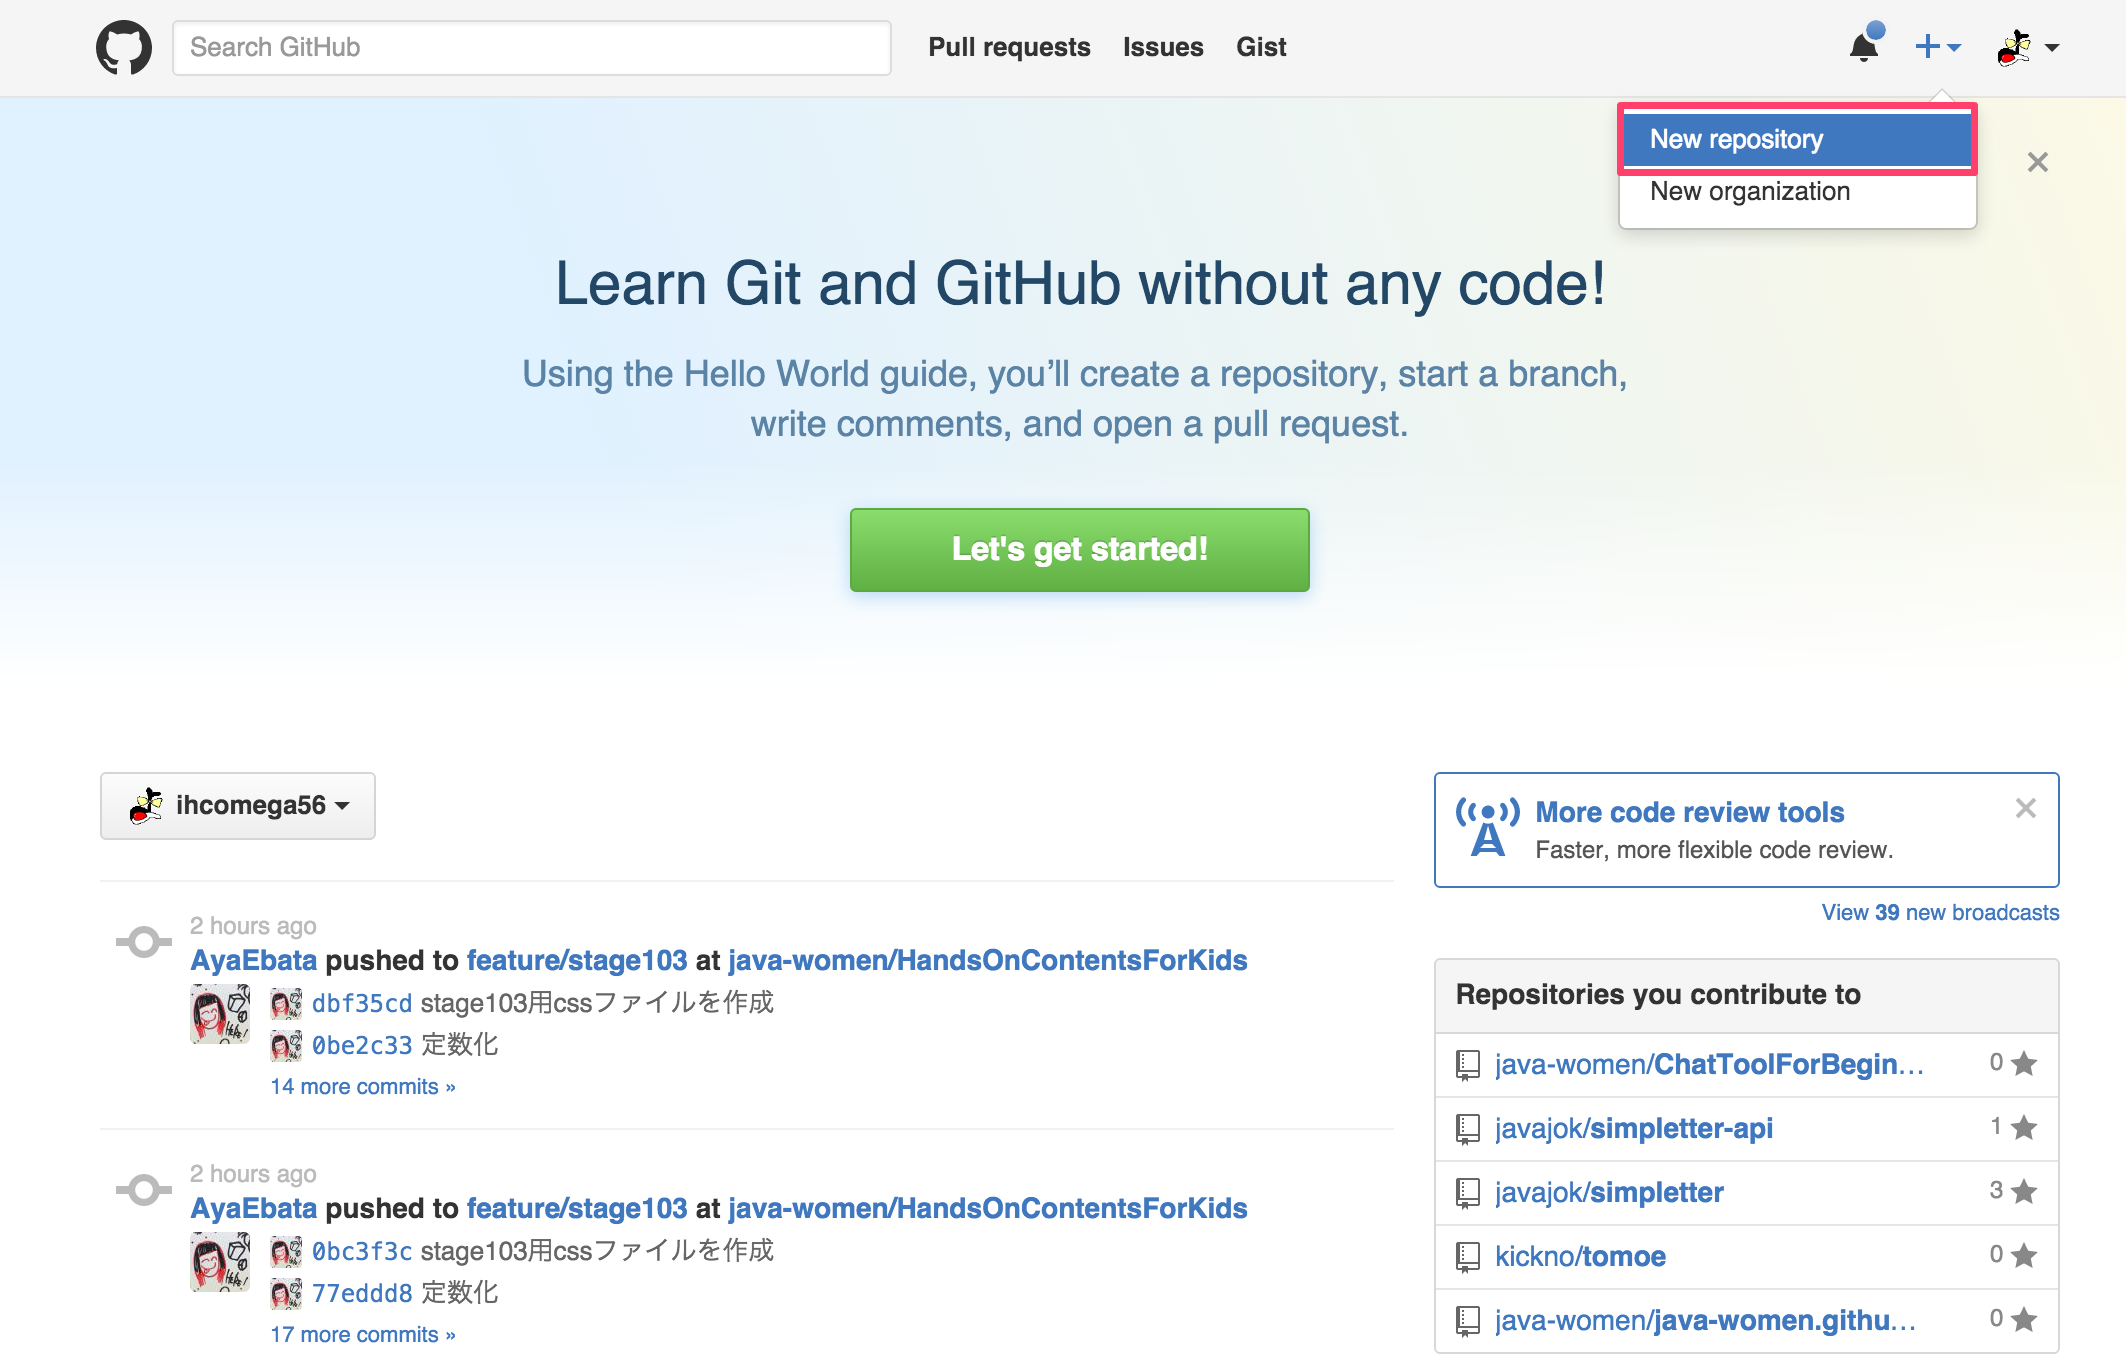 Search GitHub
Pull requests
Issues
Gist
New repository
New organization
Learn Git and GitHub without any code!
Using the Hello World guide, you’ll create a repository, start a branch,
write comments, and open a pull request.
Let's get started!
ihcomega56
2 hours ago
AyaEbata pushed to feature/stage103 at java-women/HandsOnContentsForKids
dbf35cd stage103用cssファイルを作成
0be2c33 定数化
14 more commits »
2 hours ago
AyaEbata pushed to feature/stage103 at java-women/HandsOnContentsForKids
0bc3f3c stage103用cssファイルを作成
77eddd8 定数化
17 more commits »
More code review tools
Faster, more flexible code review.
View 39 new broadcasts
Repositories you contribute to
java-women/ChatToolForBegin… 0
javajok/simpletter-api 1
javajok/simpletter 3
kickno/tomoe 0
java-women/java-women.githu… 0